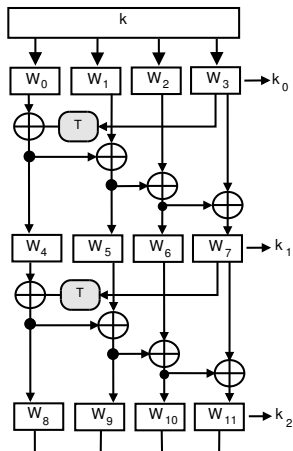 k
W₀ W₁ W₂ W₃ k₀
T
W₄ W₅ W₆ W₇ k₁
T
W₈ W₉ W₁₀ W₁₁ k₂